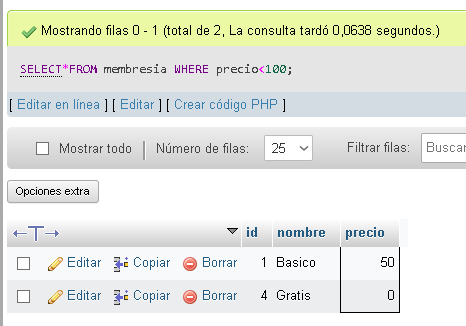 Mostrando filas 0 - 1 (total de 2, La consulta tardó 0,0638 segundos.)
SELECT*FROM membresia WHERE precio<100;
[ Editar en línea ] [ Editar ] [ Crear código PHP ]
Mostrar todo Número de filas: 25 Filtrar filas: Buscar
Opciones extra
←T→ id nombre precio
Editar Copiar Borrar 1 Basico 50
Editar Copiar Borrar 4 Gratis 0